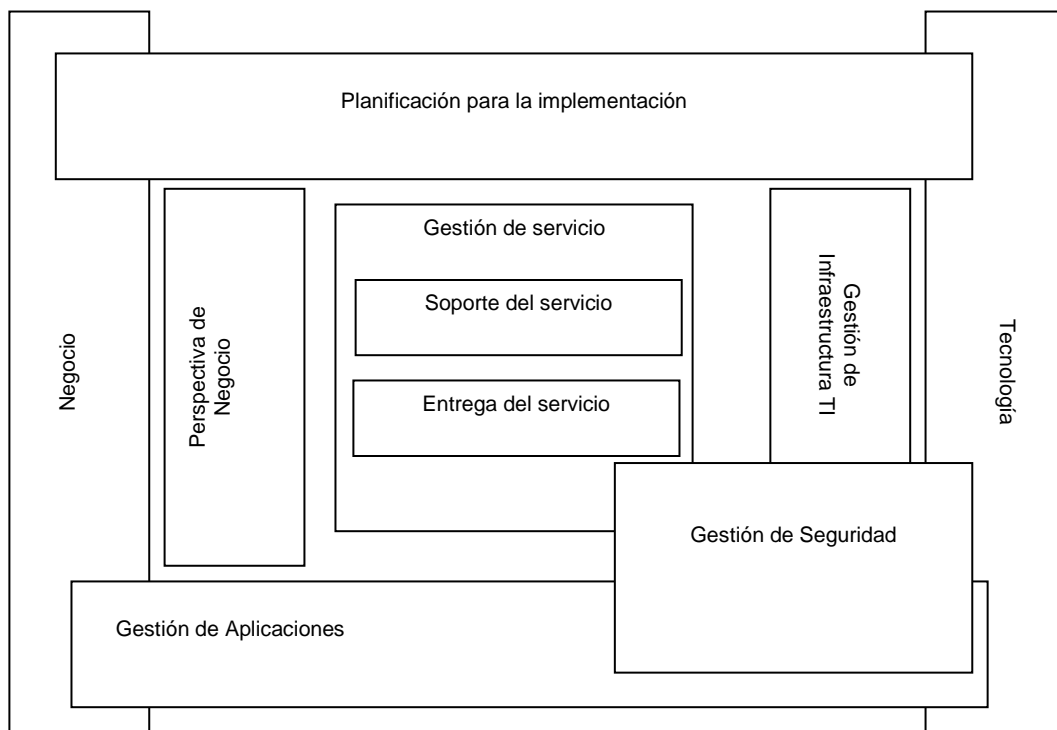 Planificación para la implementación
Negocio
Perspectiva de
Negocio
Gestión de servicio
Soporte del servicio
Entrega del servicio
Gestión de
Infraestructura TI
Tecnología
Gestión de Seguridad
Gestión de Aplicaciones